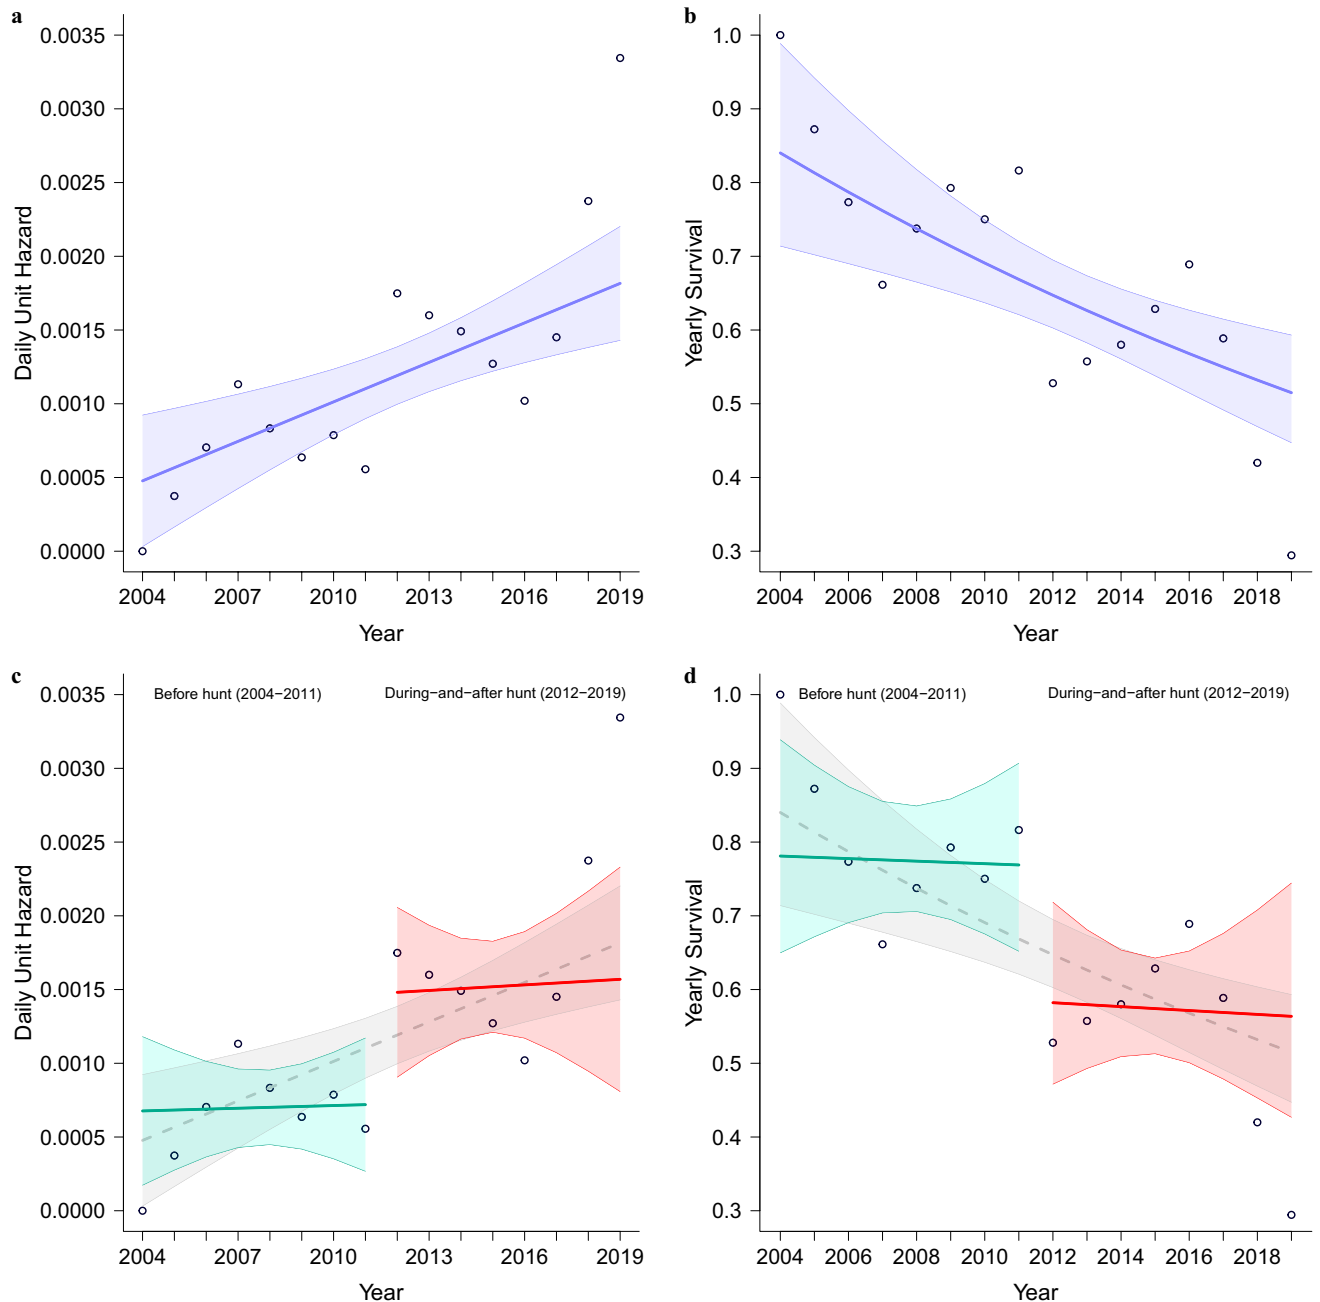 a
0.0035
0.0030
0.0025
0.0020
0.0015
0.0010
0.0005
0.0000
Daily Unit Hazard
2004 2007 2010 2013 2016 2019
Year
b
1.0
0.9
0.8
0.7
0.6
0.5
0.4
0.3
Yearly Survival
2004 2006 2008 2010 2012 2014 2016 2018
Year
c
Before hunt (2004−2011) During−and−after hunt (2012−2019)
0.0035
0.0030
0.0025
0.0020
0.0015
0.0010
0.0005
0.0000
Daily Unit Hazard
2004 2007 2010 2013 2016 2019
Year
d
Before hunt (2004−2011) During−and−after hunt (2012−2019)
1.0
0.9
0.8
0.7
0.6
0.5
0.4
0.3
Yearly Survival
2004 2006 2008 2010 2012 2014 2016 2018
Year